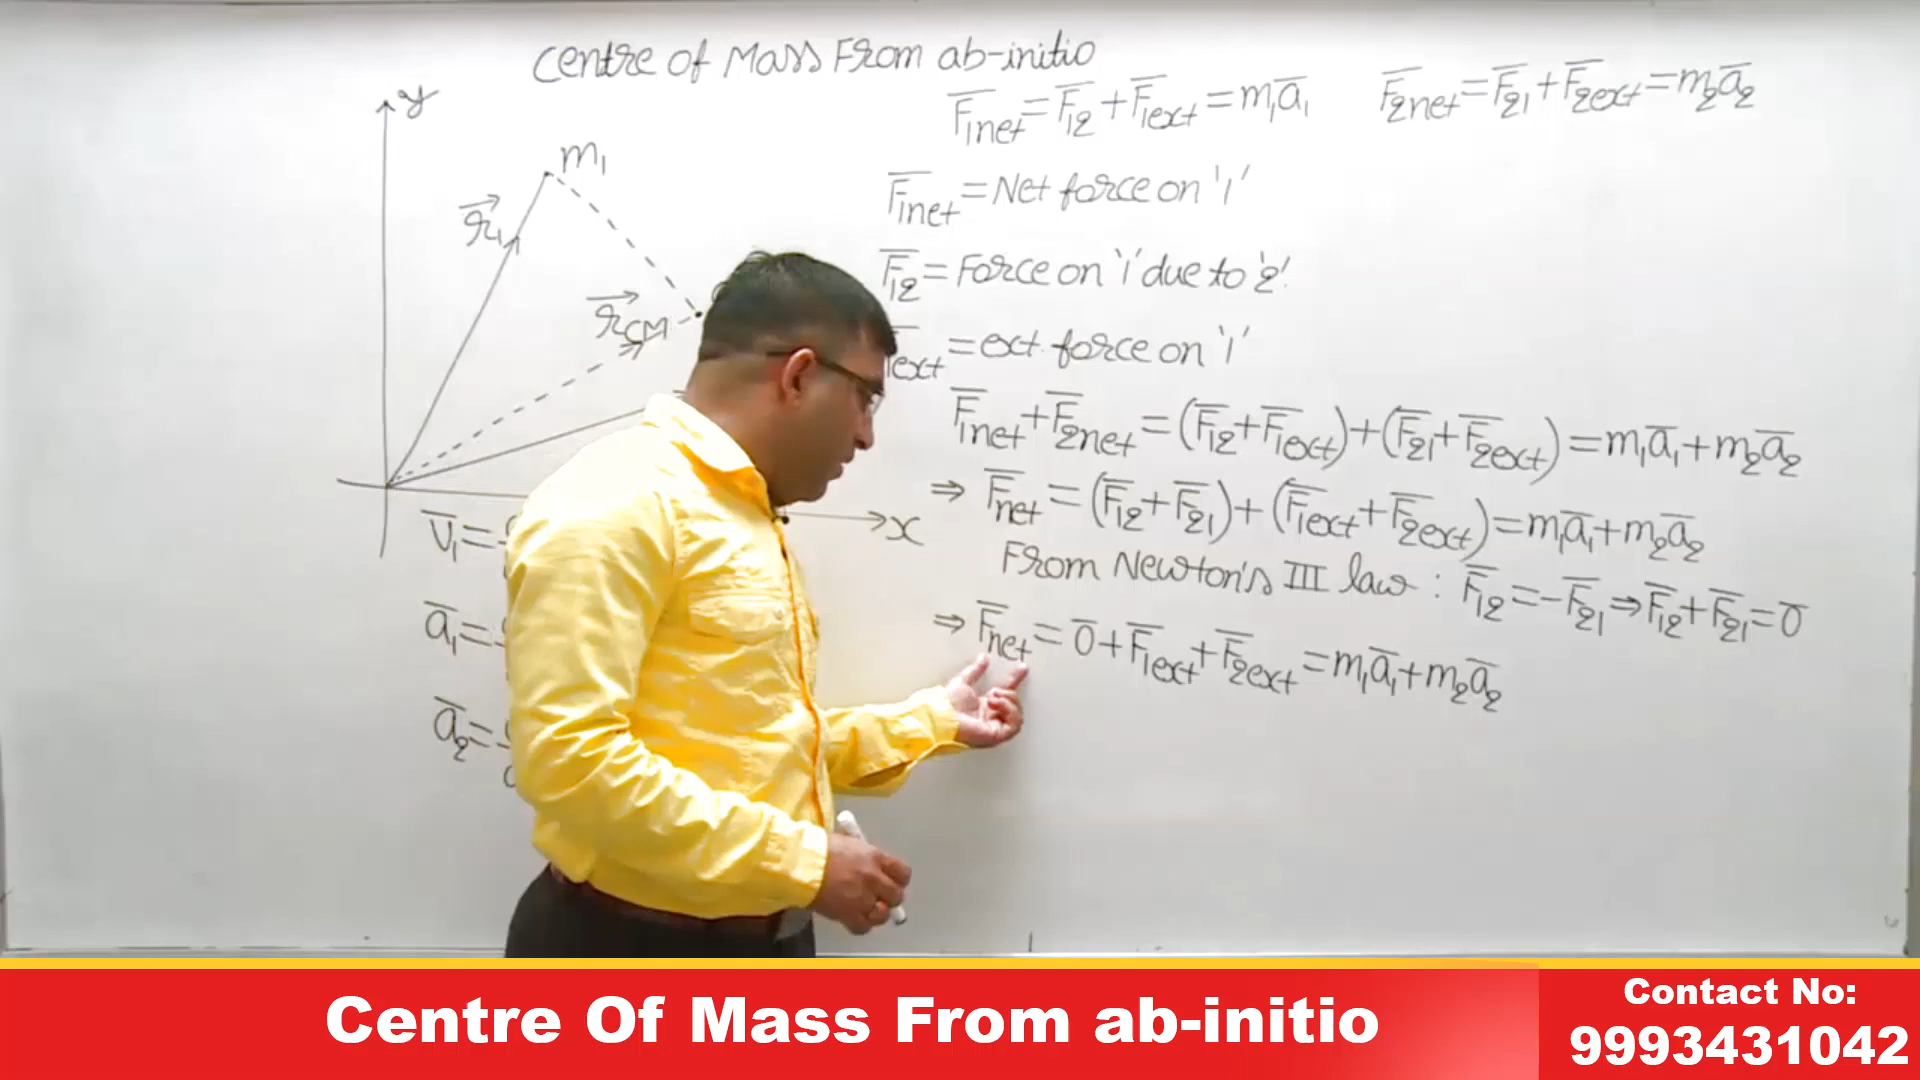 Centre of Mass From ab-initio
y
m₁
r⃗₁
r⃗CM
x
V̄₁ =
ā₁ =
ā₂ =
F̄₁net = F̄₁₂ + F̄₁ext = m₁ā₁
F̄₂net = F̄₂₁ + F̄₂ext = m₂ā₂
F̄₁net = Net force on '1'
F̄₁₂ = Force on '1' due to '2'
₁ext = ext. force on '1'
F̄₁net + F̄₂net = (F̄₁₂ + F̄₁ext) + (F̄₂₁ + F̄₂ext) = m₁ā₁ + m₂ā₂
⇒ F̄net = (F̄₁₂ + F̄₂₁) + (F̄₁ext + F̄₂ext) = m₁ā₁ + m₂ā₂
From Newton's III law : F̄₁₂ = -F̄₂₁ ⇒ F̄₁₂ + F̄₂₁ = 0̄
⇒ F̄net = 0̄ + F̄₁ext + F̄₂ext = m₁ā₁ + m₂ā₂
Centre Of Mass From ab-initio
Contact No:
9993431042